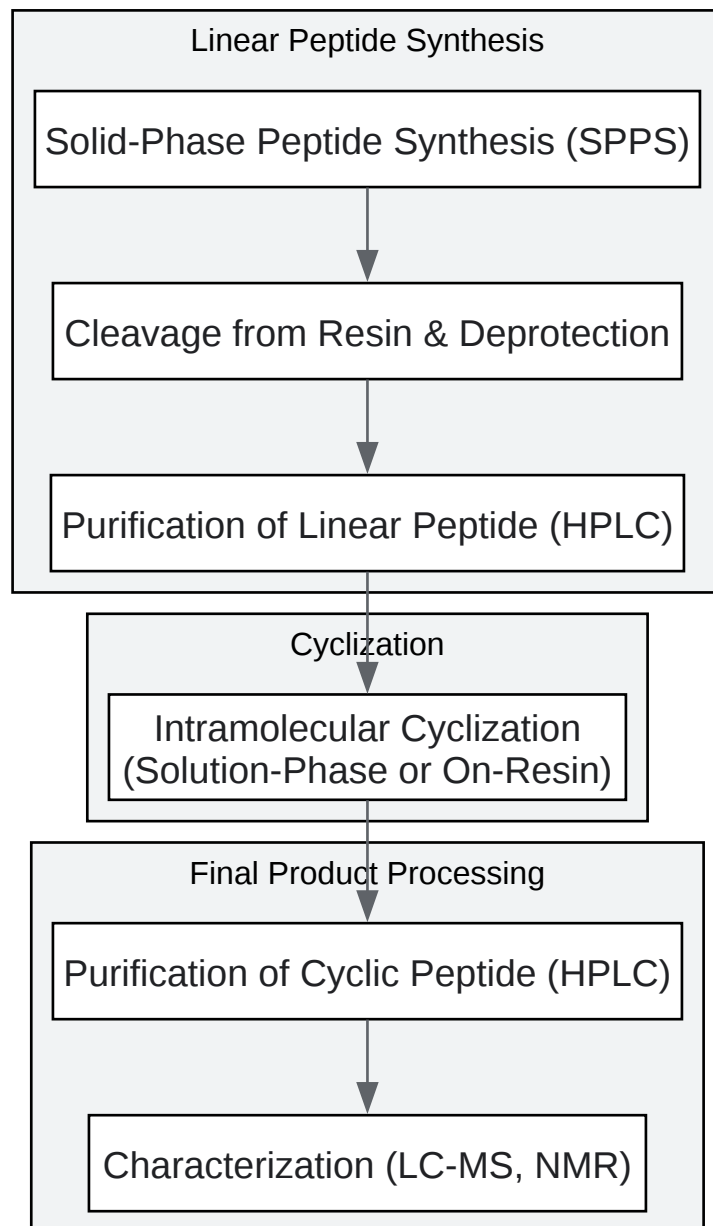 Linear Peptide Synthesis
Solid-Phase Peptide Synthesis (SPPS)
Cleavage from Resin & Deprotection
Purification of Linear Peptide (HPLC)
Cyclization
Intramolecular Cyclization
(Solution-Phase or On-Resin)
Final Product Processing
Purification of Cyclic Peptide (HPLC)
Characterization (LC-MS, NMR)